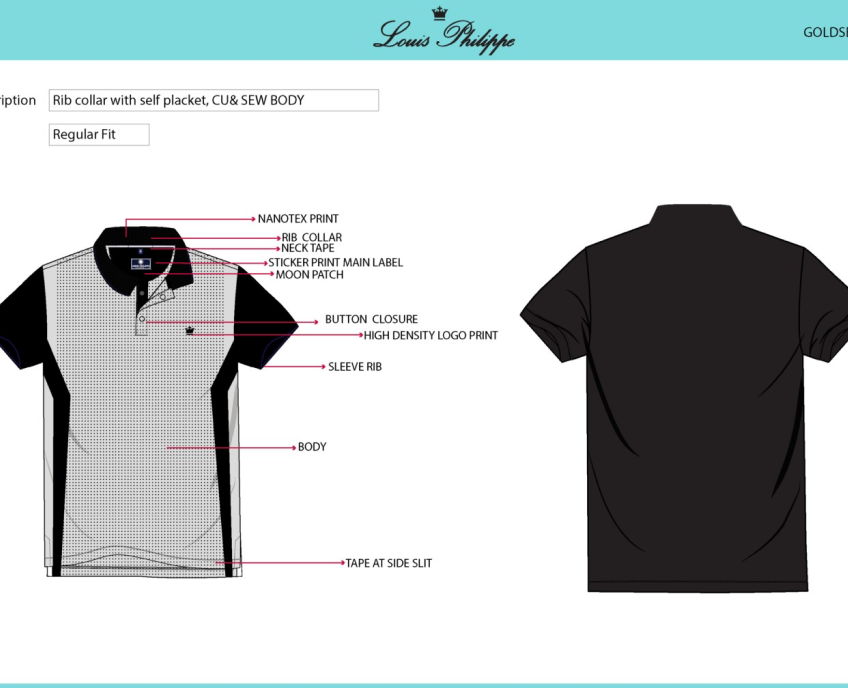 Louis Philippe
GOLDSE
ription
Rib collar with self placket, CU& SEW BODY
Regular Fit
NANOTEX PRINT
RIB COLLAR
NECK TAPE
STICKER PRINT MAIN LABEL
MOON PATCH
BUTTON CLOSURE
HIGH DENSITY LOGO PRINT
SLEEVE RIB
BODY
TAPE AT SIDE SLIT